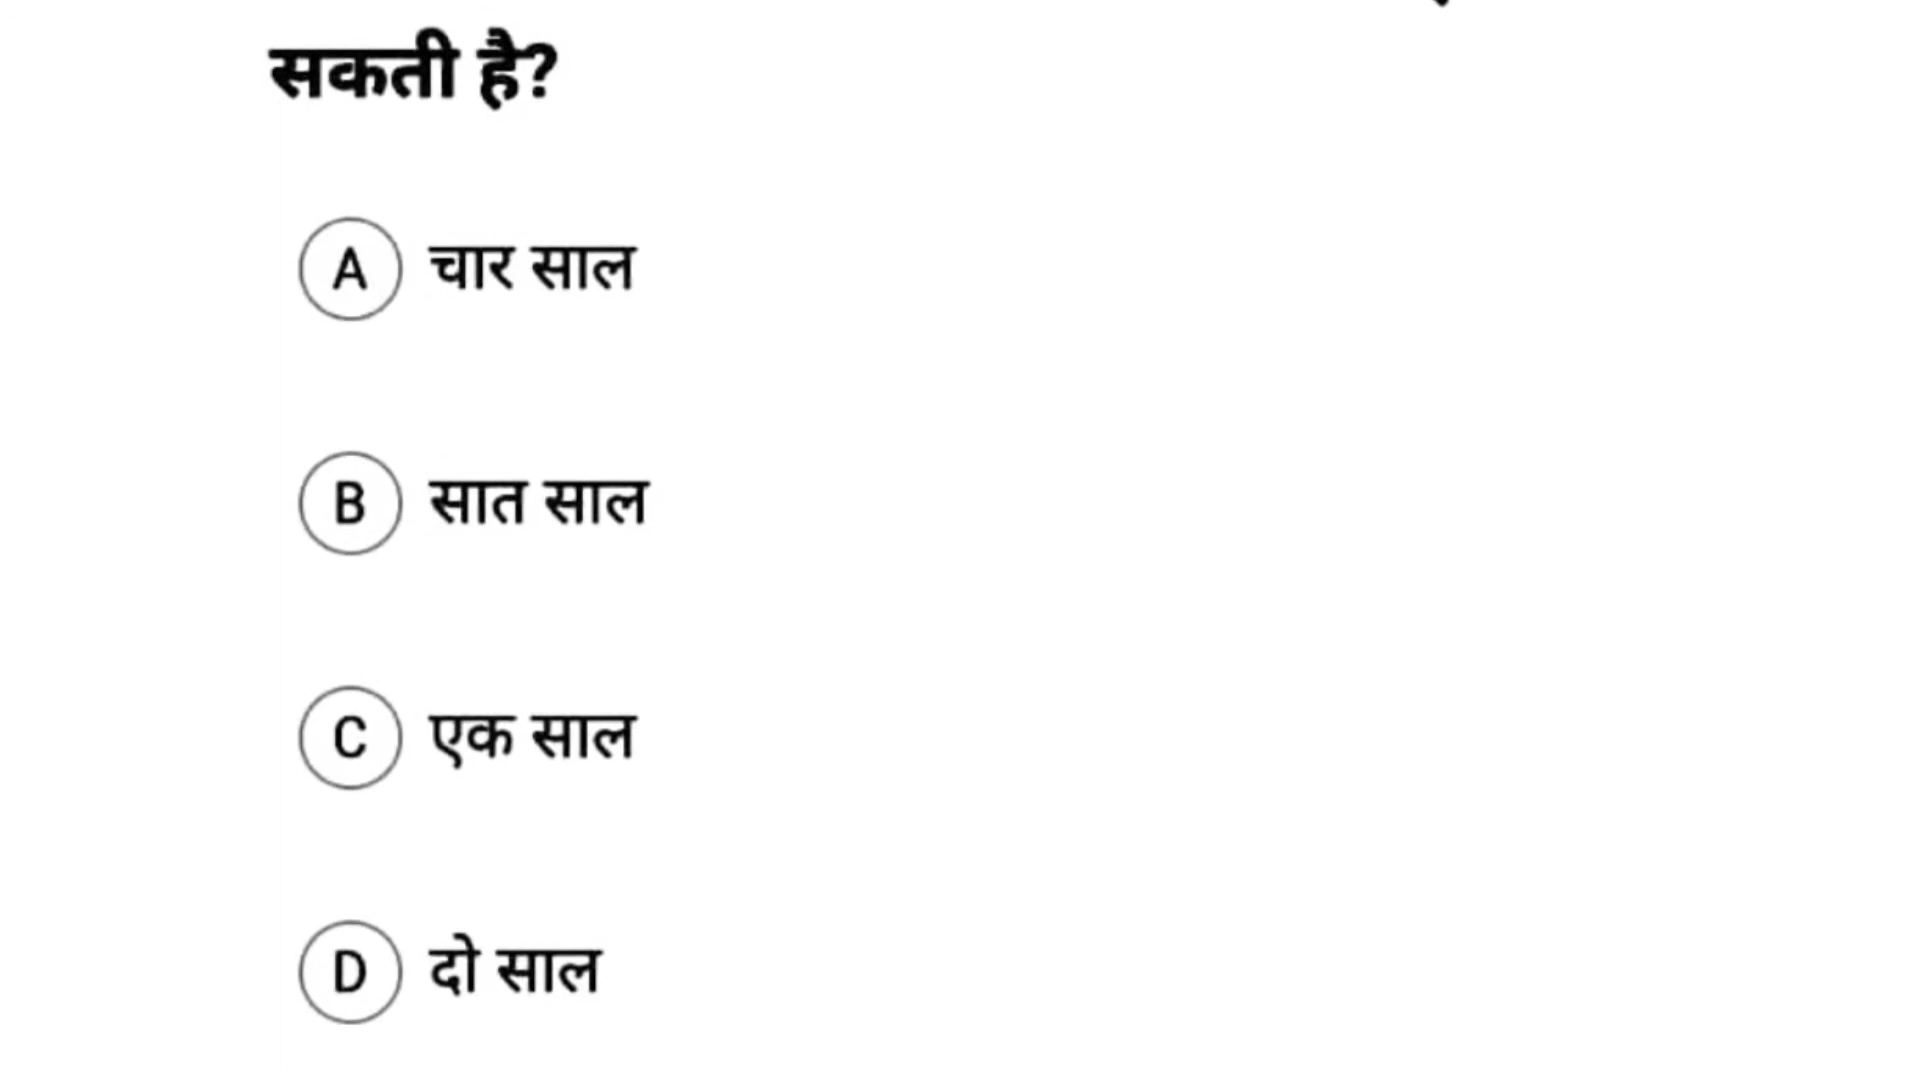 सकती है?
A चार साल
B सात साल
C एक साल
D दो साल